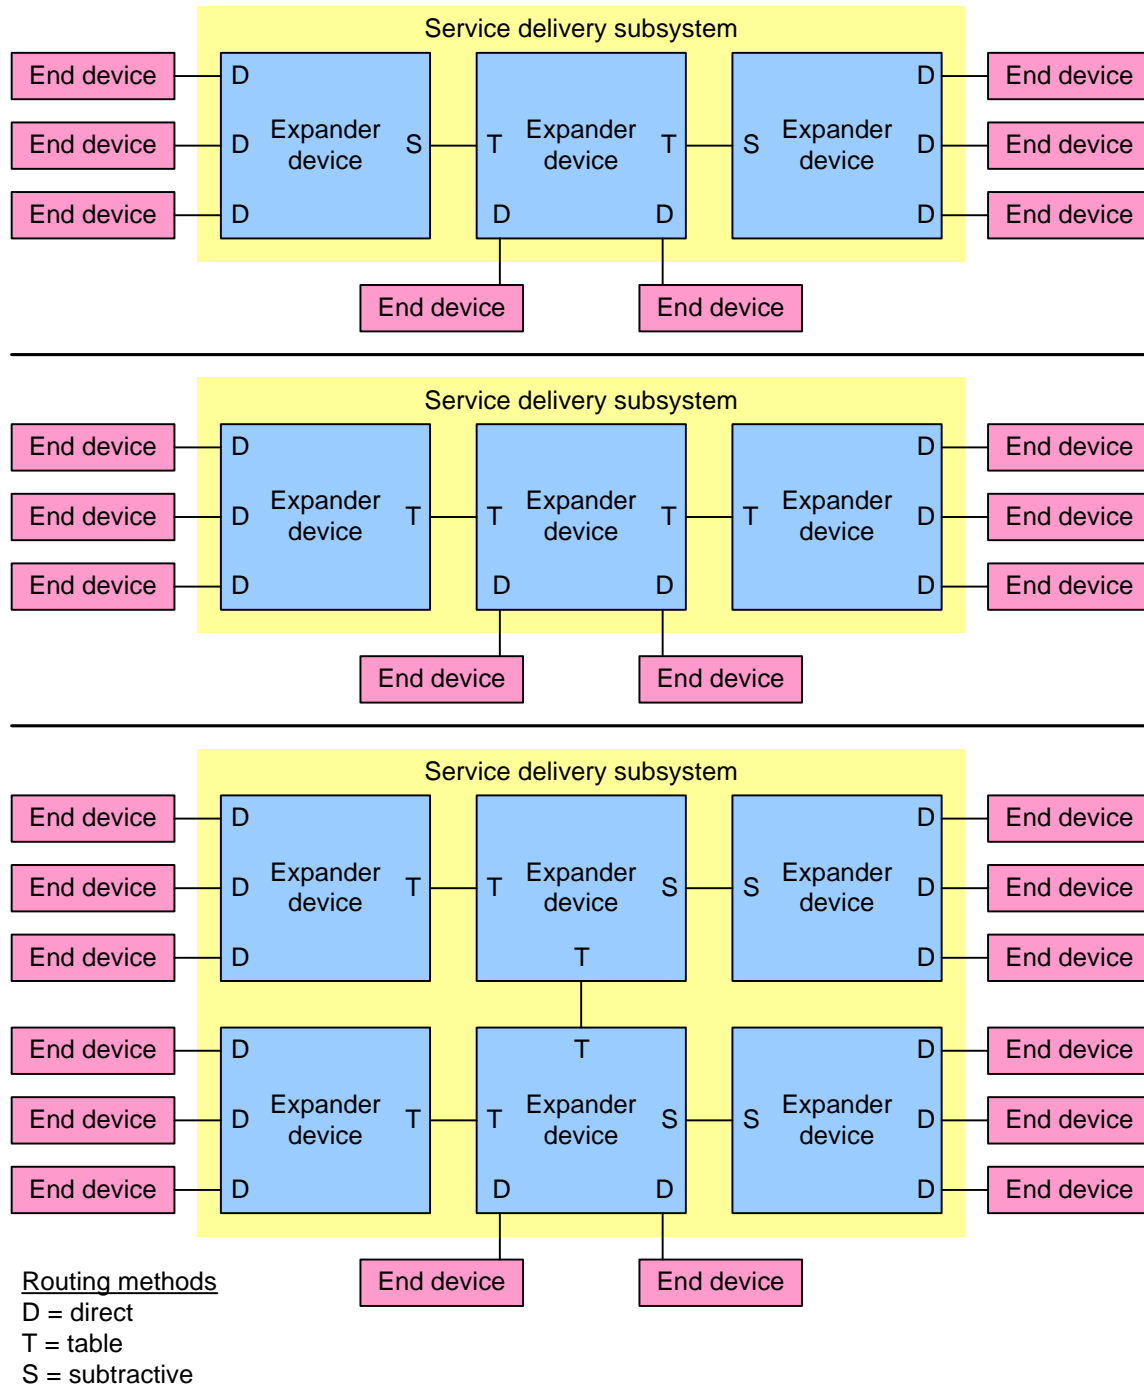 Service delivery subsystem
End device D D End device
Expander device S T Expander device T S Expander device
End device D D End device
End device D D D D End device
End device End device
Service delivery subsystem
End device D D End device
Expander device T T Expander device T T Expander device
End device D D End device
End device D D D D End device
End device End device
Service delivery subsystem
End device D D End device
Expander device T T Expander device S S Expander device
End device D D End device
End device D T D End device
End device D T D End device
Expander device T T Expander device S S Expander device
End device D D End device
End device D D D D End device
End device End device
Routing methods
D = direct
T = table
S = subtractive